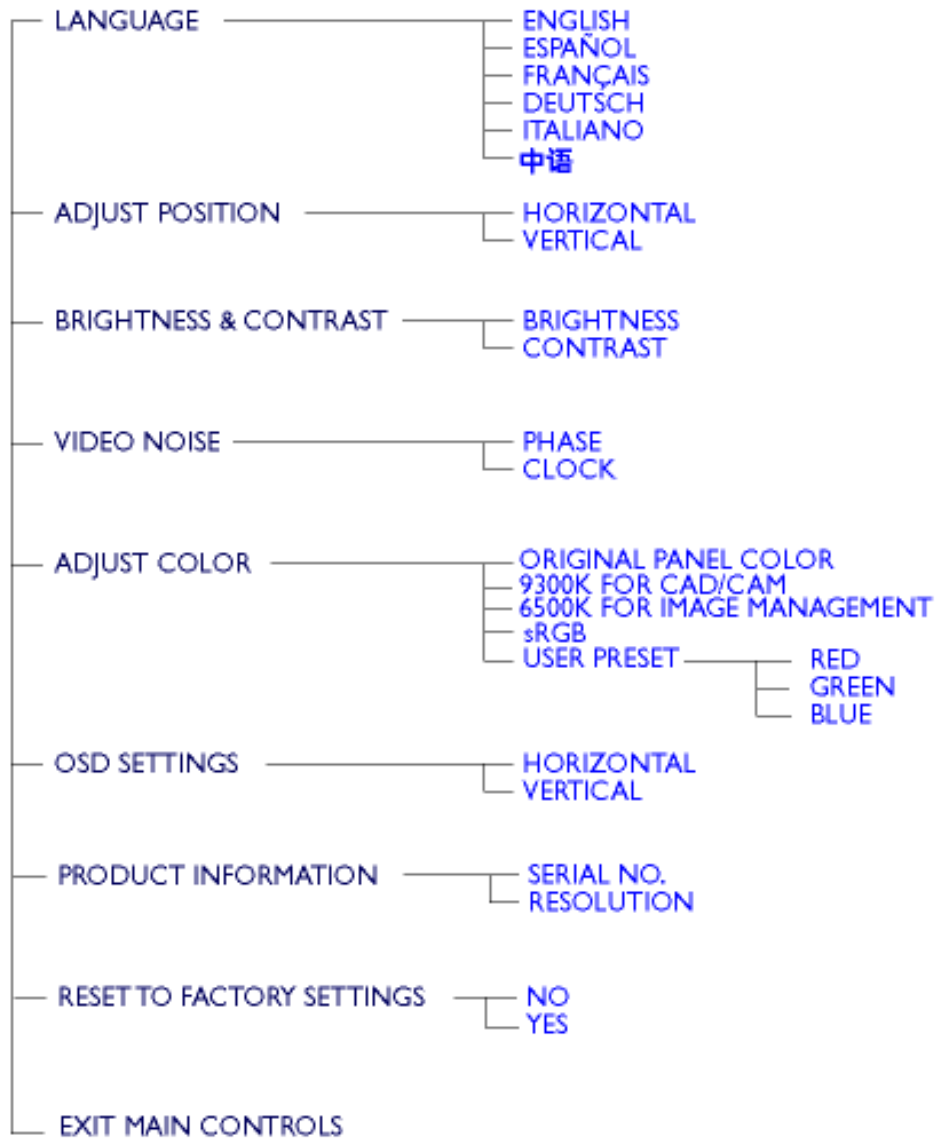 LANGUAGE ENGLISH
ESPAÑOL
FRANÇAIS
DEUTSCH
ITALIANO
中语
ADJUST POSITION HORIZONTAL
VERTICAL
BRIGHTNESS & CONTRAST BRIGHTNESS
CONTRAST
VIDEO NOISE PHASE
CLOCK
ADJUST COLOR ORIGINAL PANEL COLOR
9300K FOR CAD/CAM
6500K FOR IMAGE MANAGEMENT
sRGB
USER PRESET RED
GREEN
BLUE
OSD SETTINGS HORIZONTAL
VERTICAL
PRODUCT INFORMATION SERIAL NO.
RESOLUTION
RESET TO FACTORY SETTINGS NO
YES
EXIT MAIN CONTROLS